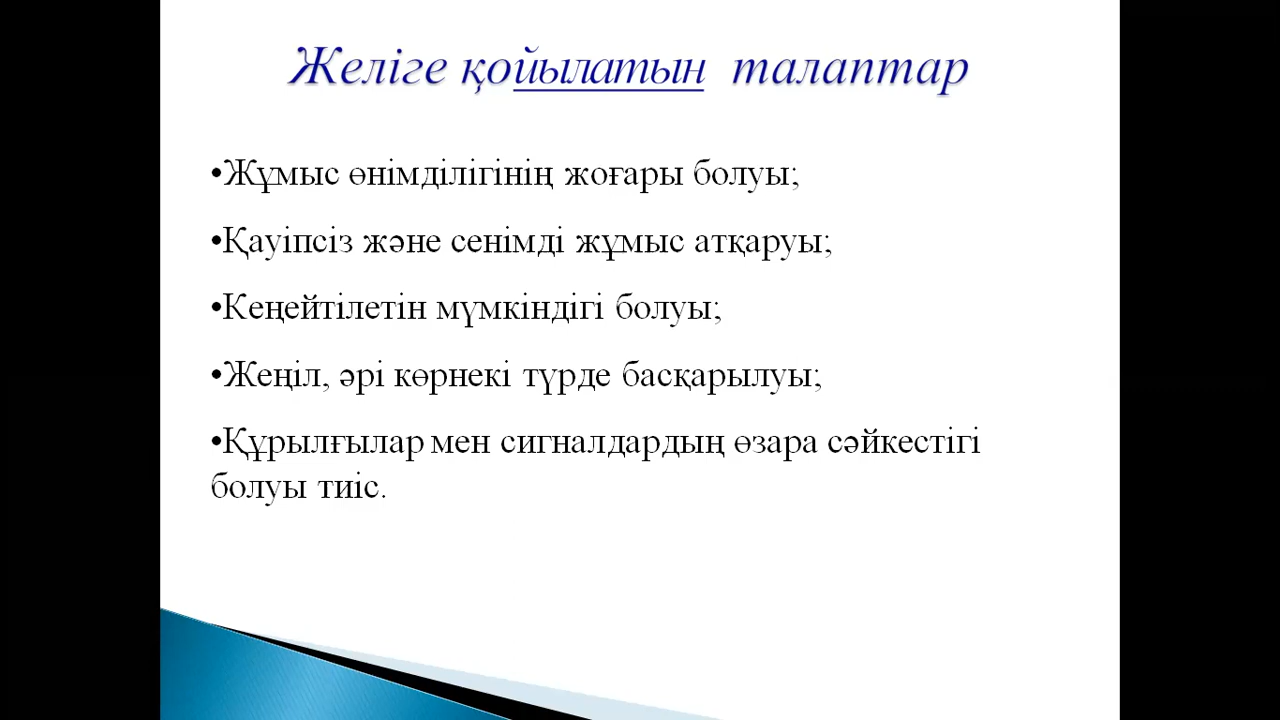 Желіге қойылатын талаптар
•Жұмыс өнімділігінің жоғары болуы;
•Қауіпсіз және сенімді жұмыс атқаруы;
•Кеңейтілетін мүмкіндігі болуы;
•Жеңіл, әрі көрнекі түрде басқарылуы;
•Құрылғылар мен сигналдардың өзара сәйкестігі
болуы тиіс.